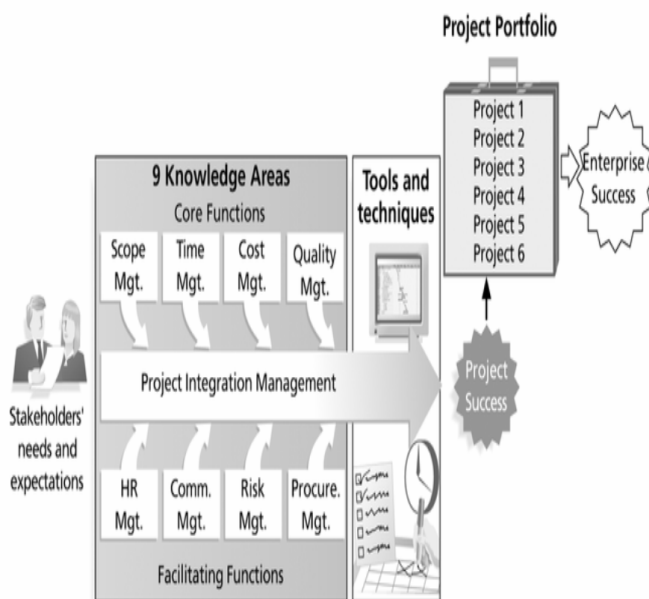 Project Portfolio
Project 1
Project 2
Project 3
Project 4
Project 5
Project 6
Enterprise
Success
9 Knowledge Areas
Core Functions
Tools and
techniques
Scope
Mgt.
Time
Mgt.
Cost
Mgt.
Quality
Mgt.
Project Integration Management
Project
Success
Stakeholders'
needs and
expectations
HR
Mgt.
Comm.
Mgt.
Risk
Mgt.
Procure.
Mgt.
Facilitating Functions